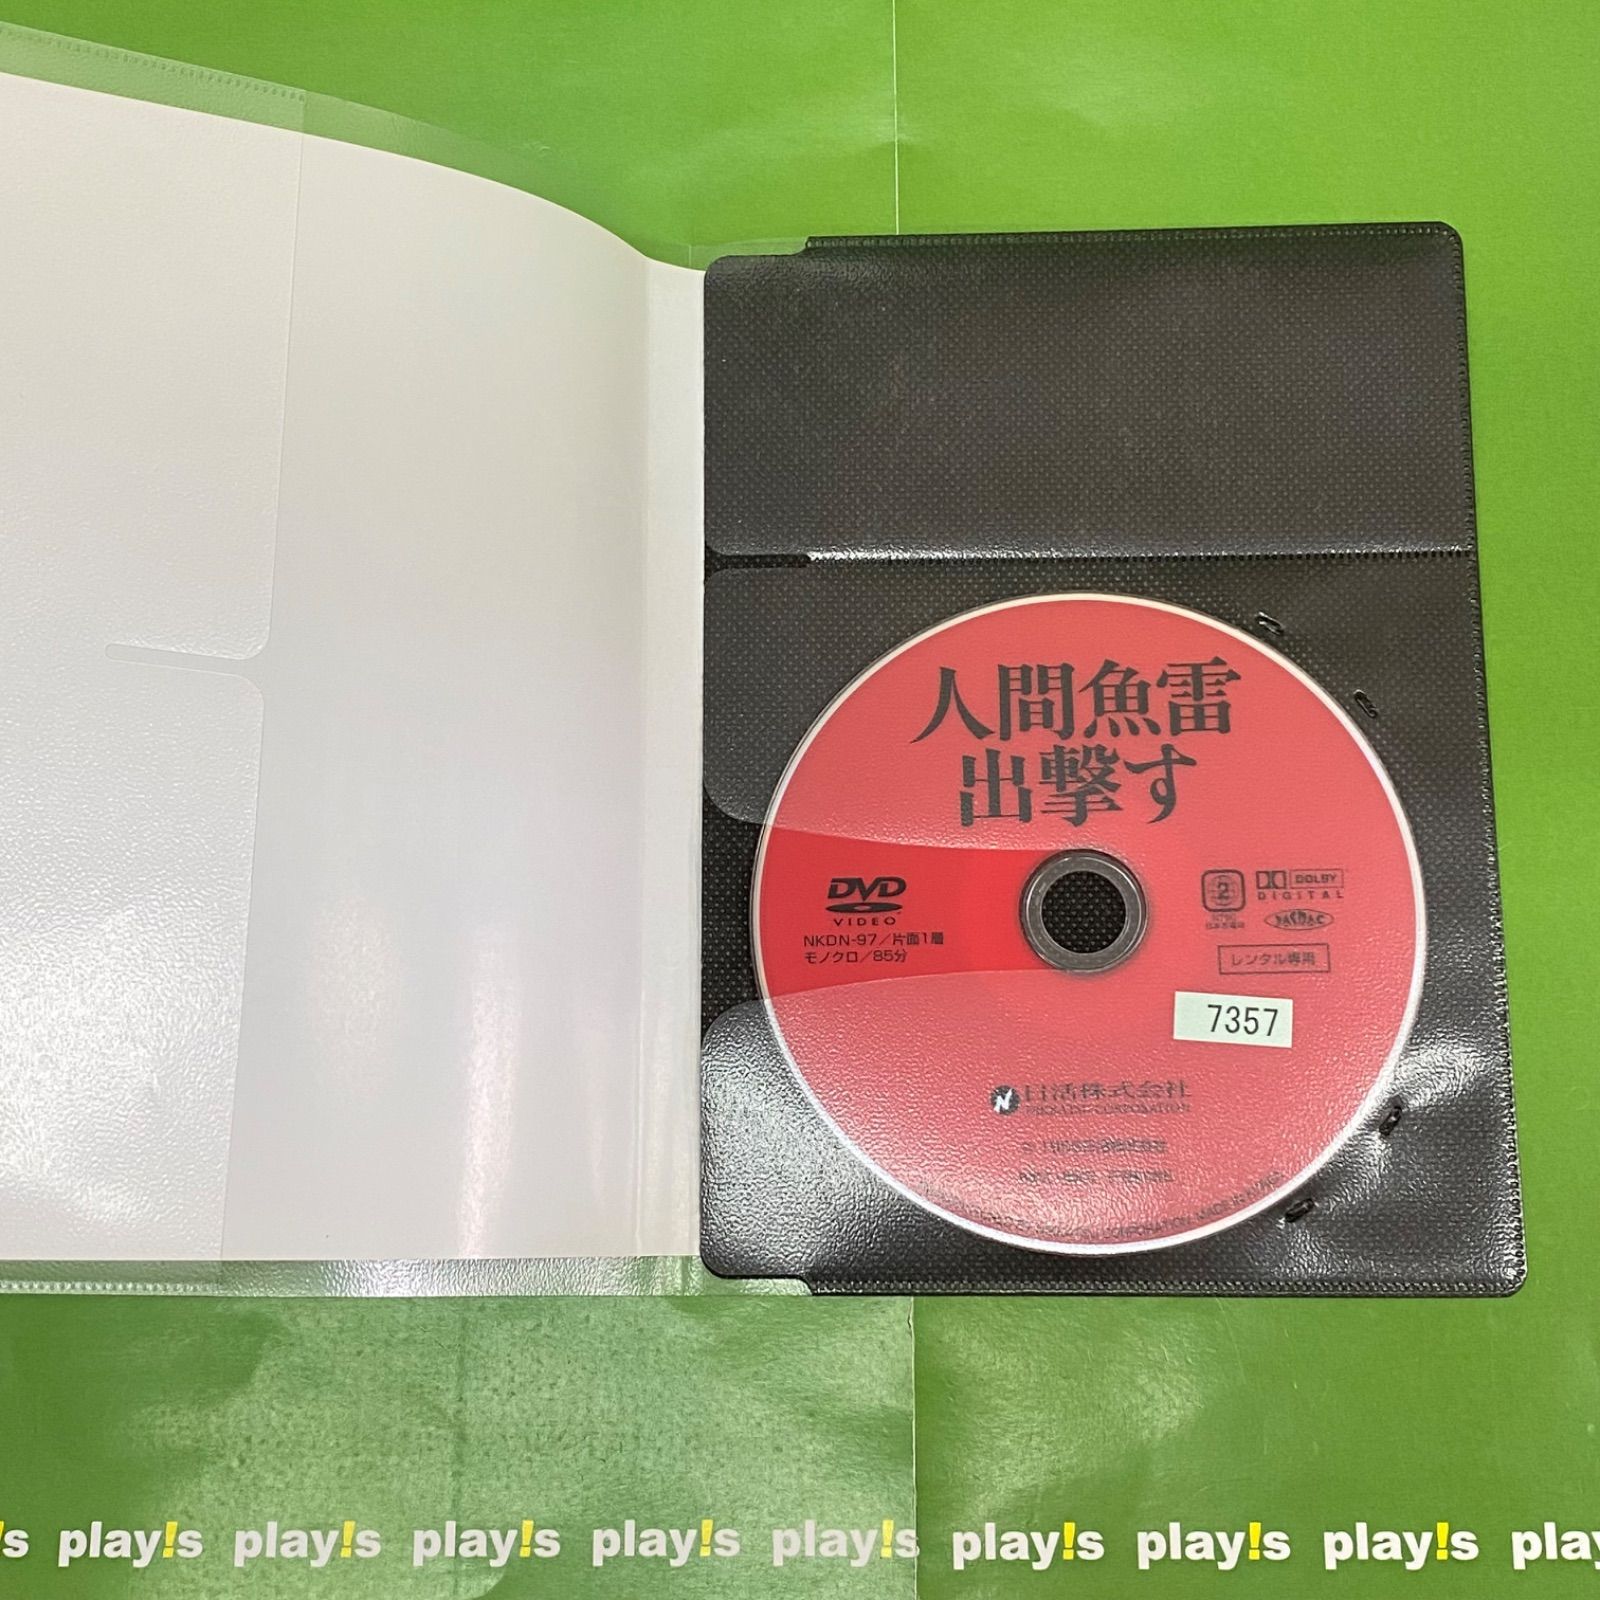 人間魚雷
出撃す
DVD
VIDEO
NKDN-97／片面1層
モノクロ／85分
2
DOLBY
DIGITAL
レンタル専用
7357
N 日活株式会社
play!s play!s play!s play!s play!s play!s play!s play!s